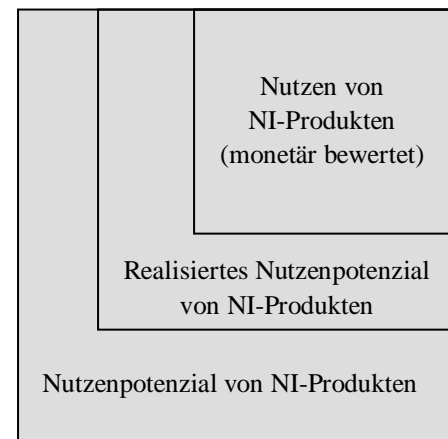 Nutzen von
NI-Produkten
(monetär bewertet)
Realisiertes Nutzenpotenzial
von NI-Produkten
Nutzenpotenzial von NI-Produkten